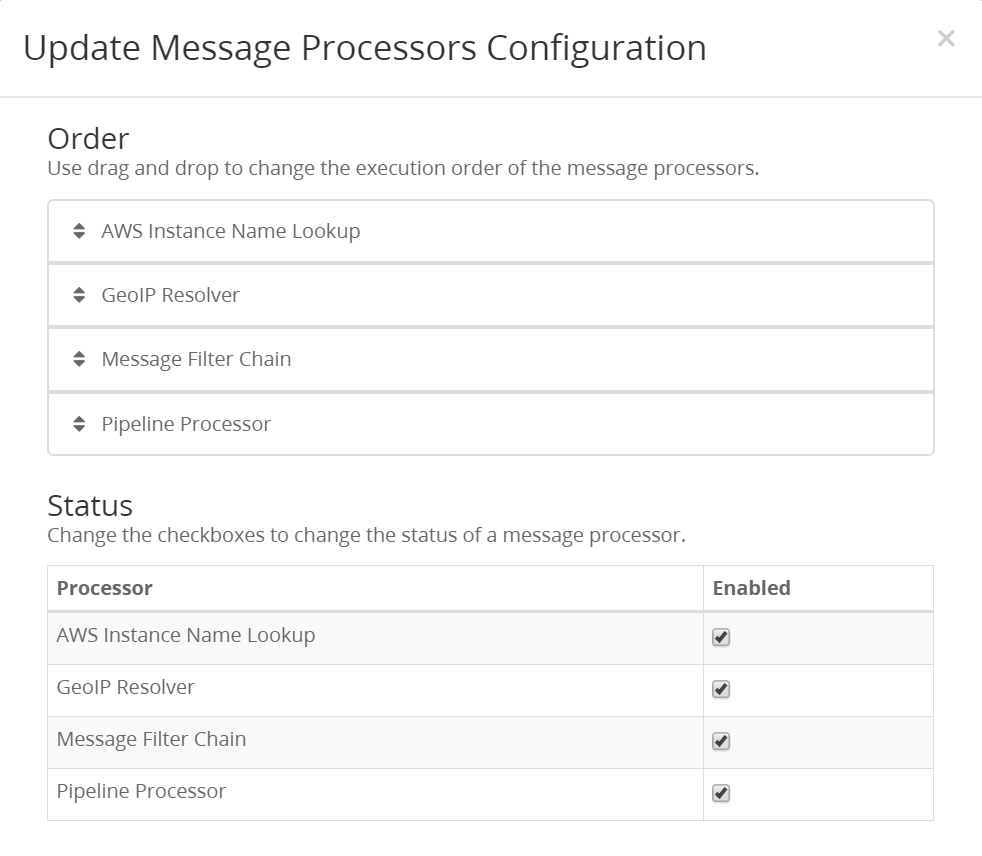 Update Message Processors Configuration
×
Order
Use drag and drop to change the execution order of the message processors.
AWS Instance Name Lookup
GeoIP Resolver
Message Filter Chain
Pipeline Processor
Status
Change the checkboxes to change the status of a message processor.
Processor Enabled
AWS Instance Name Lookup
GeoIP Resolver
Message Filter Chain
Pipeline Processor